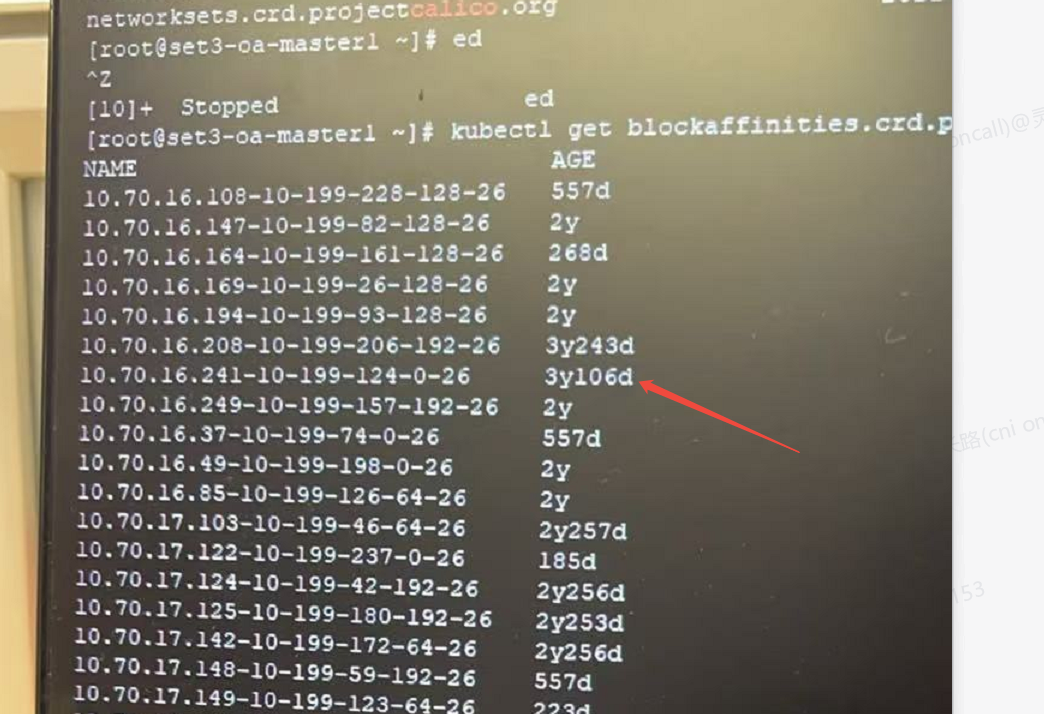 networksets.crd.projectcalico.org
[root@set3-oa-master1 ~]# ed
^Z
[10]+  Stopped                 ed
[root@set3-oa-master1 ~]# kubectl get blockaffinities.crd.p
NAME                                AGE
10.70.16.108-10-199-228-128-26   557d
10.70.16.147-10-199-82-128-26    2y
10.70.16.164-10-199-161-128-26   268d
10.70.16.169-10-199-26-128-26    2y
10.70.16.194-10-199-93-128-26    2y
10.70.16.208-10-199-206-192-26   3y243d
10.70.16.241-10-199-124-0-26     3y106d
10.70.16.249-10-199-157-192-26   2y
10.70.16.37-10-199-74-0-26       557d
10.70.16.49-10-199-198-0-26      2y
10.70.16.85-10-199-126-64-26     2y
10.70.17.103-10-199-46-64-26     2y257d
10.70.17.122-10-199-237-0-26     185d
10.70.17.124-10-199-42-192-26    2y256d
10.70.17.125-10-199-180-192-26   2y253d
10.70.17.142-10-199-172-64-26    2y256d
10.70.17.148-10-199-59-192-26    557d
10.70.17.149-10-199-123-64-26    223d
oncall)@灵
路(cni on
153